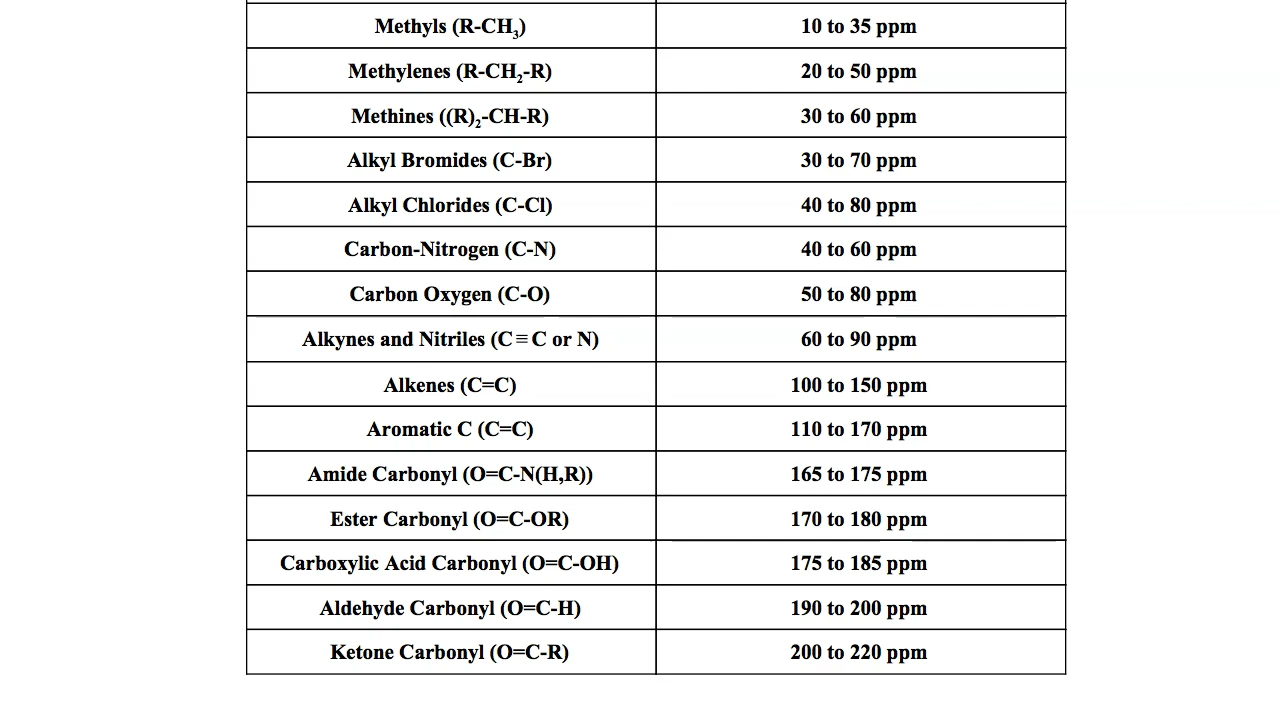 Methyls (R-CH₃) 10 to 35 ppm
Methylenes (R-CH₂-R) 20 to 50 ppm
Methines ((R)₂-CH-R) 30 to 60 ppm
Alkyl Bromides (C-Br) 30 to 70 ppm
Alkyl Chlorides (C-Cl) 40 to 80 ppm
Carbon-Nitrogen (C-N) 40 to 60 ppm
Carbon Oxygen (C-O) 50 to 80 ppm
Alkynes and Nitriles (C≡C or N) 60 to 90 ppm
Alkenes (C=C) 100 to 150 ppm
Aromatic C (C=C) 110 to 170 ppm
Amide Carbonyl (O=C-N(H,R)) 165 to 175 ppm
Ester Carbonyl (O=C-OR) 170 to 180 ppm
Carboxylic Acid Carbonyl (O=C-OH) 175 to 185 ppm
Aldehyde Carbonyl (O=C-H) 190 to 200 ppm
Ketone Carbonyl (O=C-R) 200 to 220 ppm